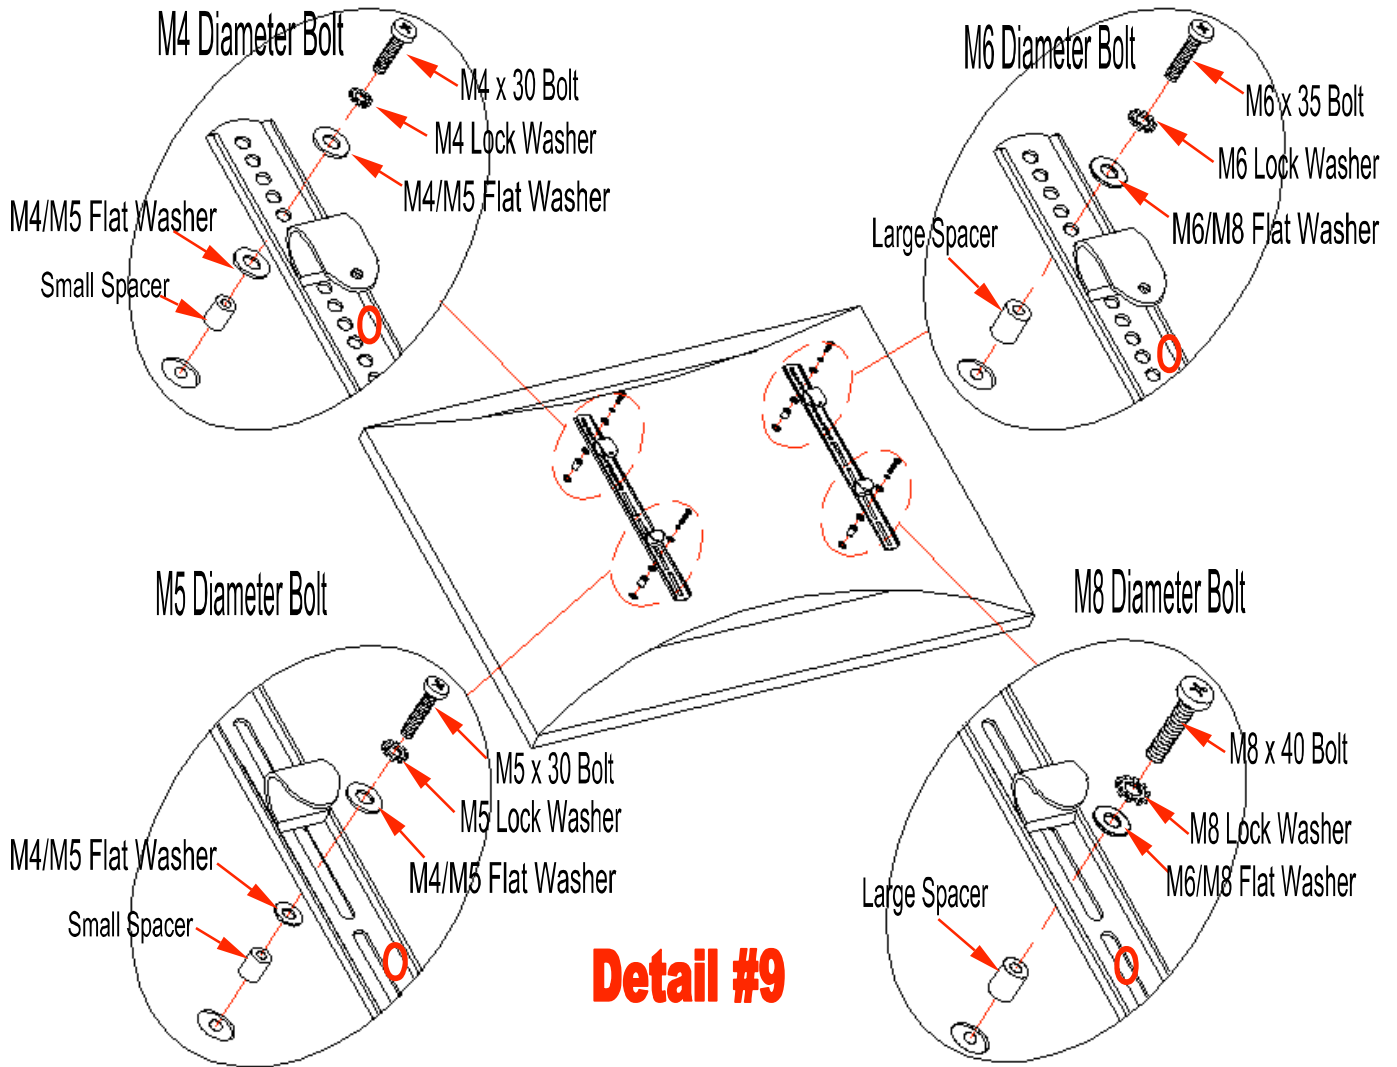 M4 Diameter Bolt
M4 x 30 Bolt
M4 Lock Washer
M4/M5 Flat Washer
M4/M5 Flat Washer
Small Spacer
M6 Diameter Bolt
M6 x 35 Bolt
M6 Lock Washer
M6/M8 Flat Washer
Large Spacer
M5 Diameter Bolt
M5 x 30 Bolt
M5 Lock Washer
M4/M5 Flat Washer
M4/M5 Flat Washer
Small Spacer
M8 Diameter Bolt
M8 x 40 Bolt
M8 Lock Washer
M6/M8 Flat Washer
Large Spacer
Detail #9